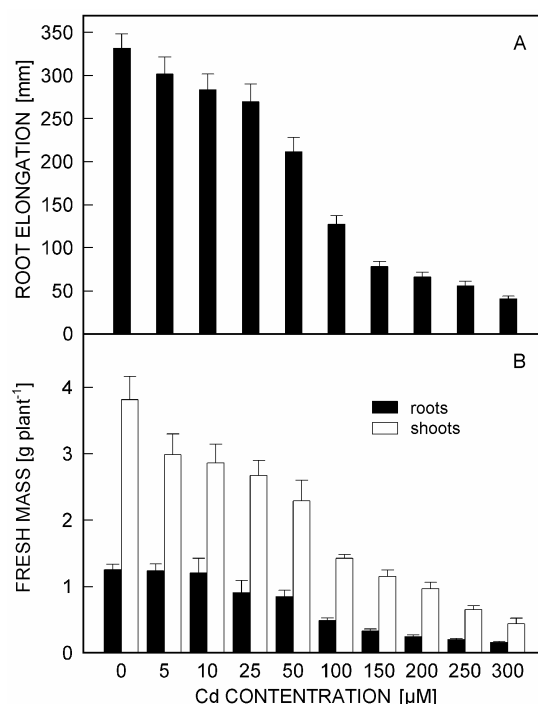 A
350
300
250
200
150
100
50
0
ROOT ELONGATION [mm]
B
4
3
2
1
0
FRESH MASS [g plant⁻¹]
roots
shoots
0 5 10 25 50 100 150 200 250 300
Cd CONTENTRATION [µM]